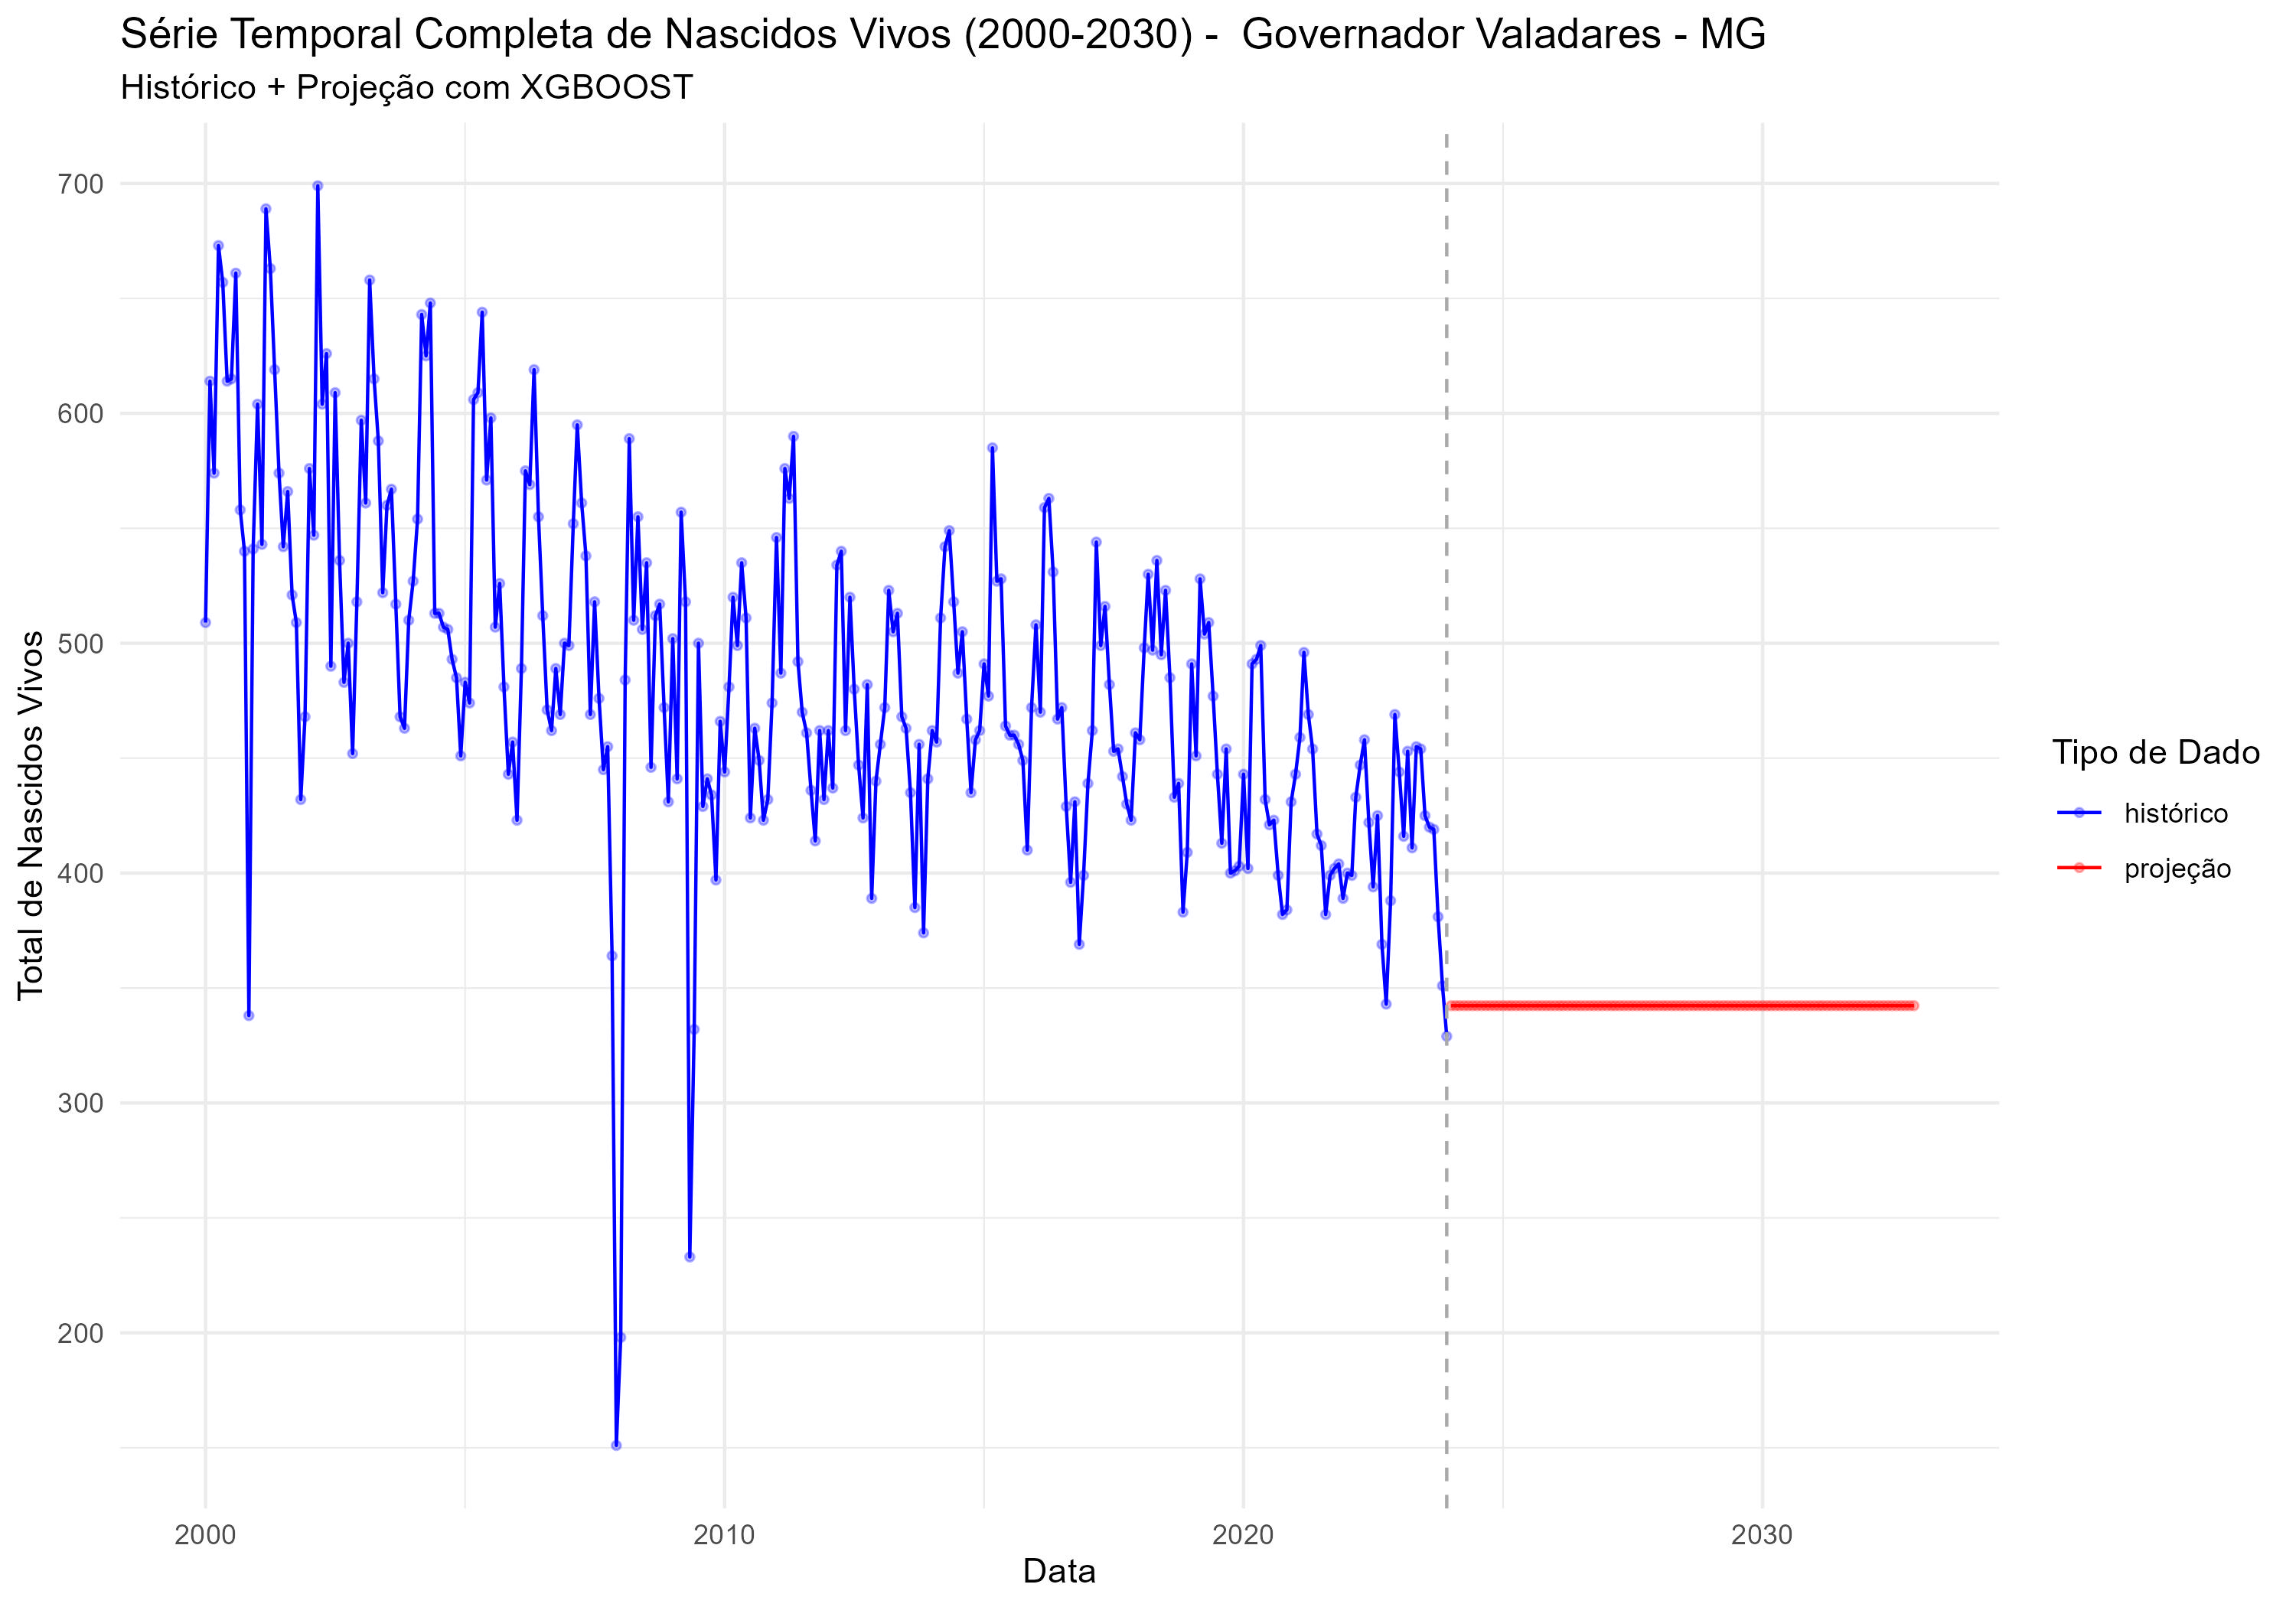 Série Temporal Completa de Nascidos Vivos (2000-2030) -  Governador Valadares - MG
Histórico + Projeção com XGBOOST
Total de Nascidos Vivos
700
600
500
400
300
200
2000
2010
2020
2030
Data
Tipo de Dado
histórico
projeção